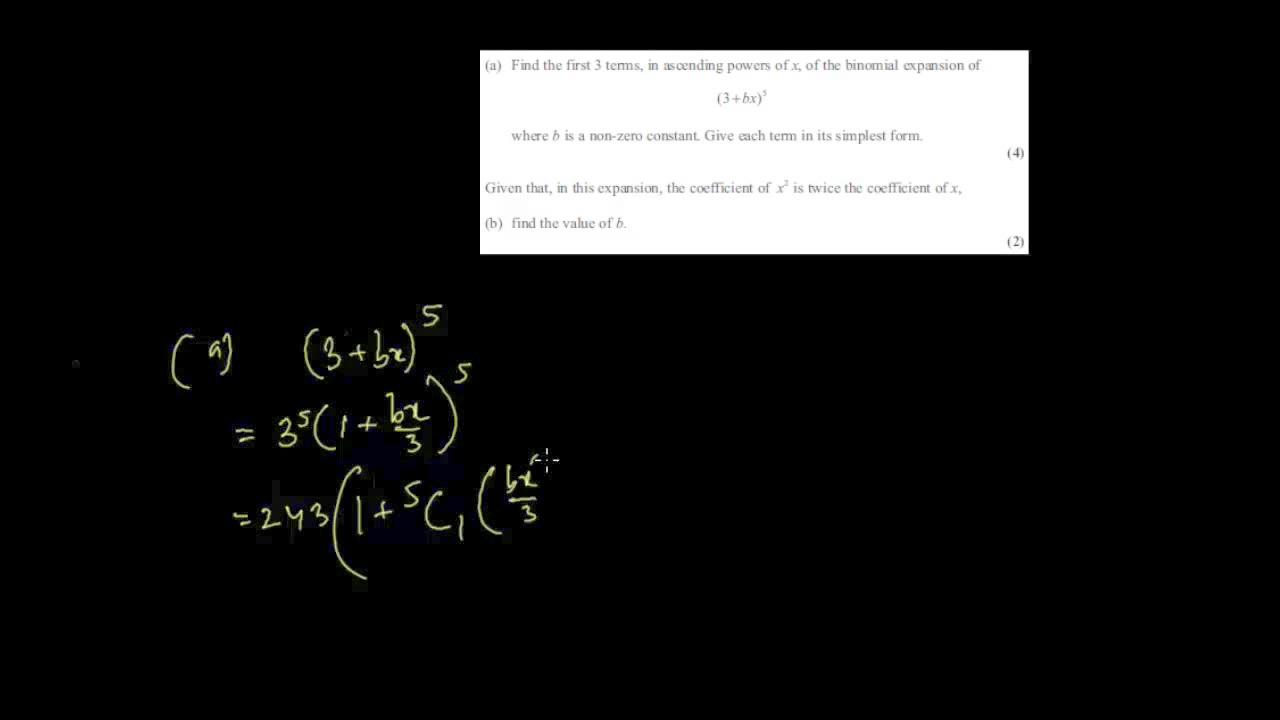 (a) Find the first 3 terms, in ascending powers of x, of the binomial expansion of
(3+bx)⁵
where b is a non-zero constant. Give each term in its simplest form.
(4)
Given that, in this expansion, the coefficient of x² is twice the coefficient of x,
(b) find the value of b.
(2)
(a) (3+bx)⁵
= 3⁵(1 + bx/3)⁵
= 243(1 + ⁵C₁(bx/3